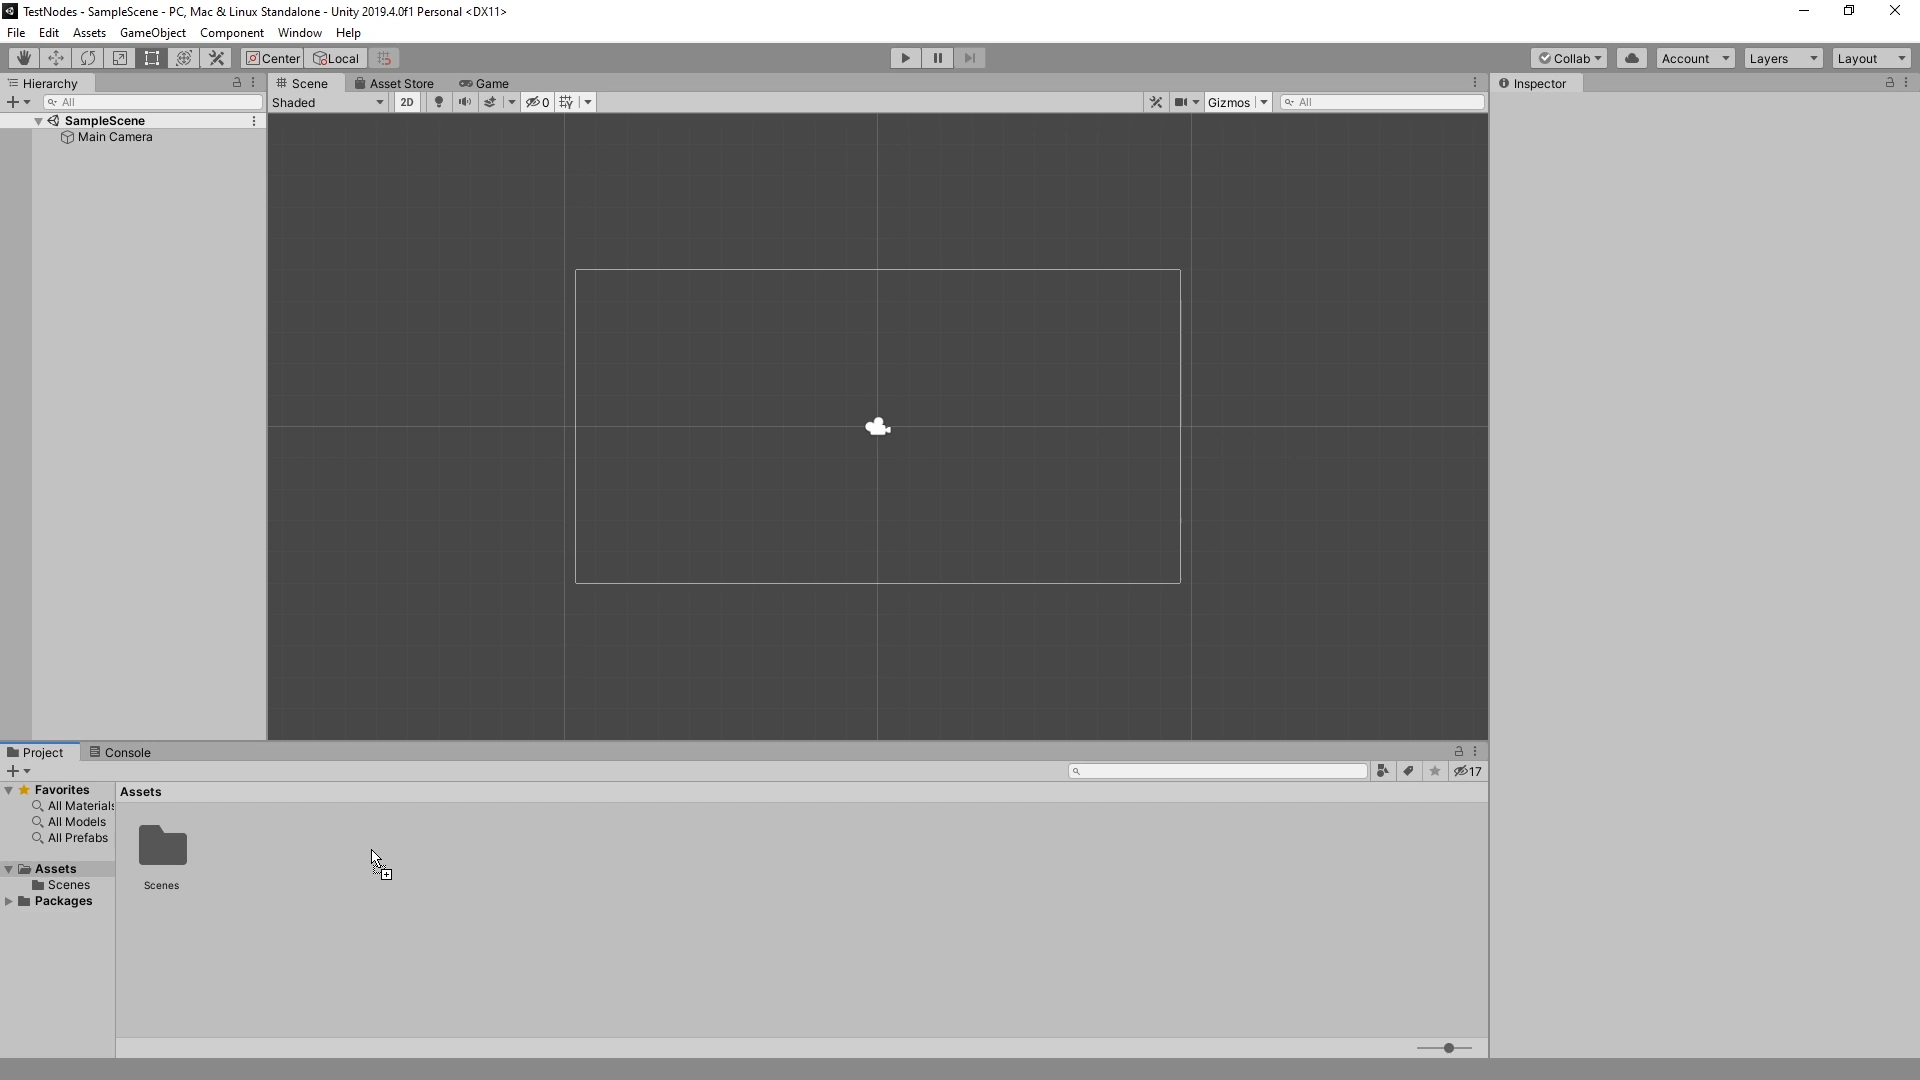 TestNodes - SampleScene - PC, Mac & Linux Standalone - Unity 2019.4.0f1 Personal <DX11>
File Edit Assets GameObject Component Window Help
Center Local Collab Account Layers Layout
Hierarchy Scene Asset Store Game Inspector
All Shaded 2D 0 Gizmos All
SampleScene
Main Camera
Project Console
17
Favorites Assets
All Materials
All Models
All Prefabs
Assets
Scenes Scenes
Packages